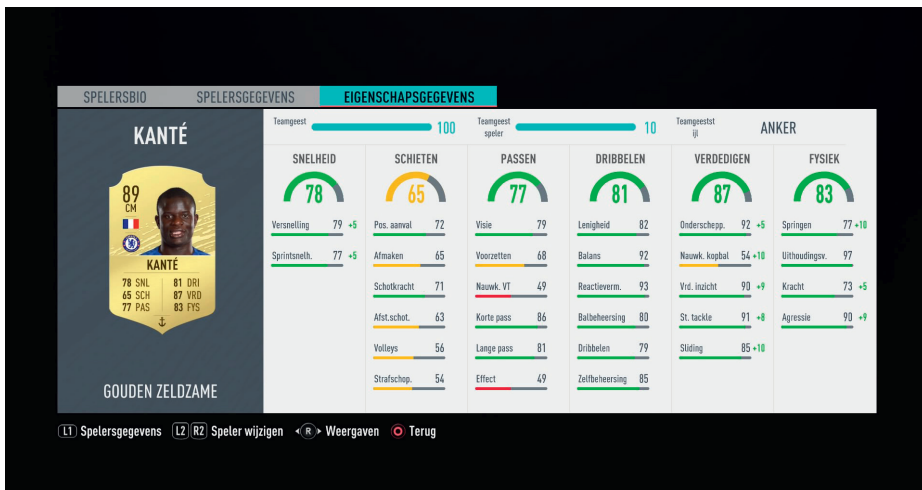 SPELERSBIO SPELERSGEGEVENS EIGENSCHAPSGEGEVENS
KANTÉ
89
CM
KANTÉ
78 SNL 81 DRI
65 SCH 87 VRD
77 PAS 83 FYS
GOUDEN ZELDZAME
Teamgeest 100
Teamgeest
speler 10
Teamgeestst
ijl ANKER
SNELHEID
78
Versnelling 79 +5
Sprintsnelh. 77 +5
SCHIETEN
65
Pos. aanval 72
Afmaken 65
Schotkracht 71
Afst.schot. 63
Volleys 56
Strafschop. 54
PASSEN
77
Visie 79
Voorzetten 68
Nauwk. VT 49
Korte pass 86
Lange pass 81
Effect 49
DRIBBELEN
81
Lenigheid 82
Balans 92
Reactieverm. 93
Balbeheersing 80
Dribbelen 79
Zelfbeheersing 85
VERDEDIGEN
87
Onderschepp. 92 +5
Nauwk. kopbal 54 +10
Vrd. inzicht 90 +9
St. tackle 91 +8
Sliding 85 +10
FYSIEK
83
Springen 77 +10
Uithoudingsv. 97
Kracht 73 +5
Agressie 90 +9
L1 Spelersgegevens L2 R2 Speler wijzigen R Weergaven Terug